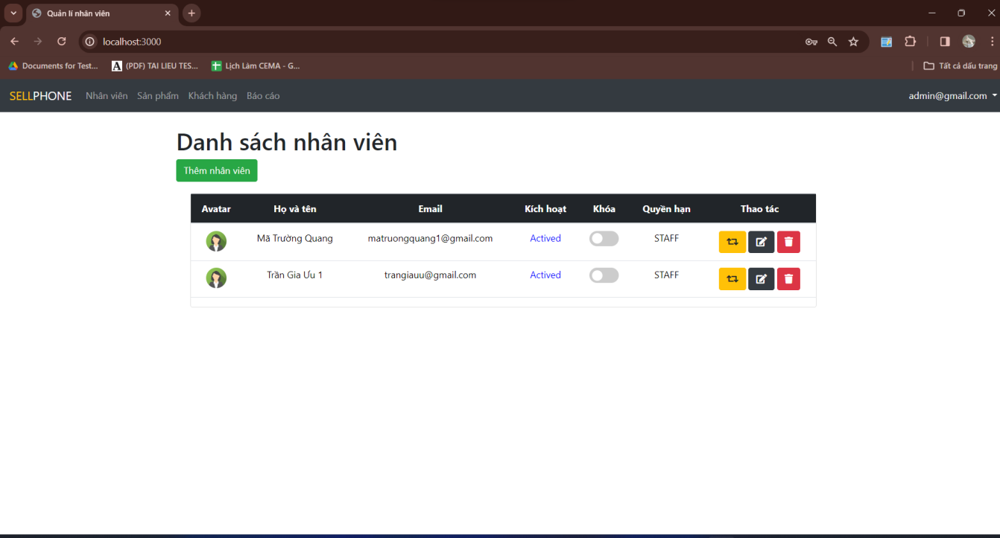 Quản lí nhân viên
localhost:3000
Documents for Test...
(PDF) TAI LIEU TES...
Lịch Làm CEMA - G...
Tất cả dấu trang
SELLPHONE Nhân viên Sản phẩm Khách hàng Báo cáo admin@gmail.com
Danh sách nhân viên
Thêm nhân viên
Avatar Họ và tên Email Kích hoạt Khóa Quyền hạn Thao tác
Mã Trường Quang matruongquang1@gmail.com Actived STAFF
Trần Gia Ưu 1 trangiauu@gmail.com Actived STAFF